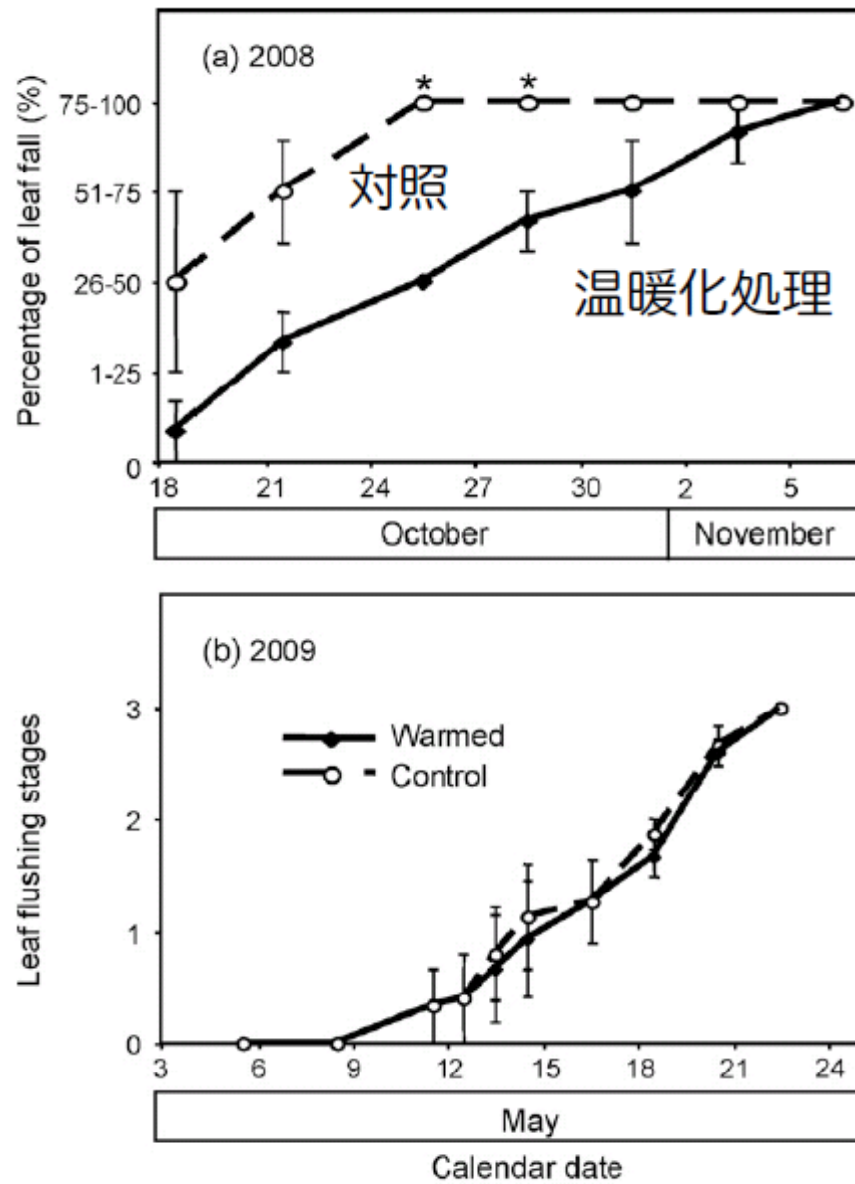 (a) 2008
* *
Percentage of leaf fall (%)
75-100
51-75
26-50
1-25
0
対照
温暖化処理
18 21 24 27 30 2 5
October November
(b) 2009
Leaf flushing stages
3
2
1
0
Warmed
Control
3 6 9 12 15 18 21 24
May
Calendar date